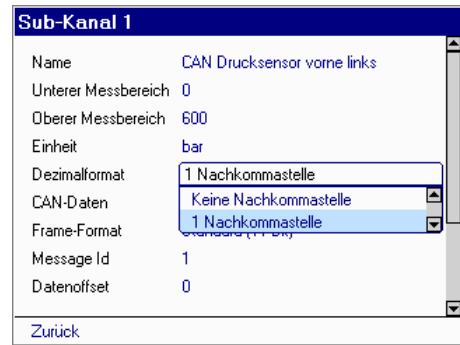 Sub-Kanal 1
Name CAN Drucksensor vorne links
Unterer Messbereich 0
Oberer Messbereich 600
Einheit bar
Dezimalformat 1 Nachkommastelle
CAN-Daten Keine Nachkommastelle
1 Nachkommastelle
Frame-Format
Message Id 1
Datenoffset 0
Zurück